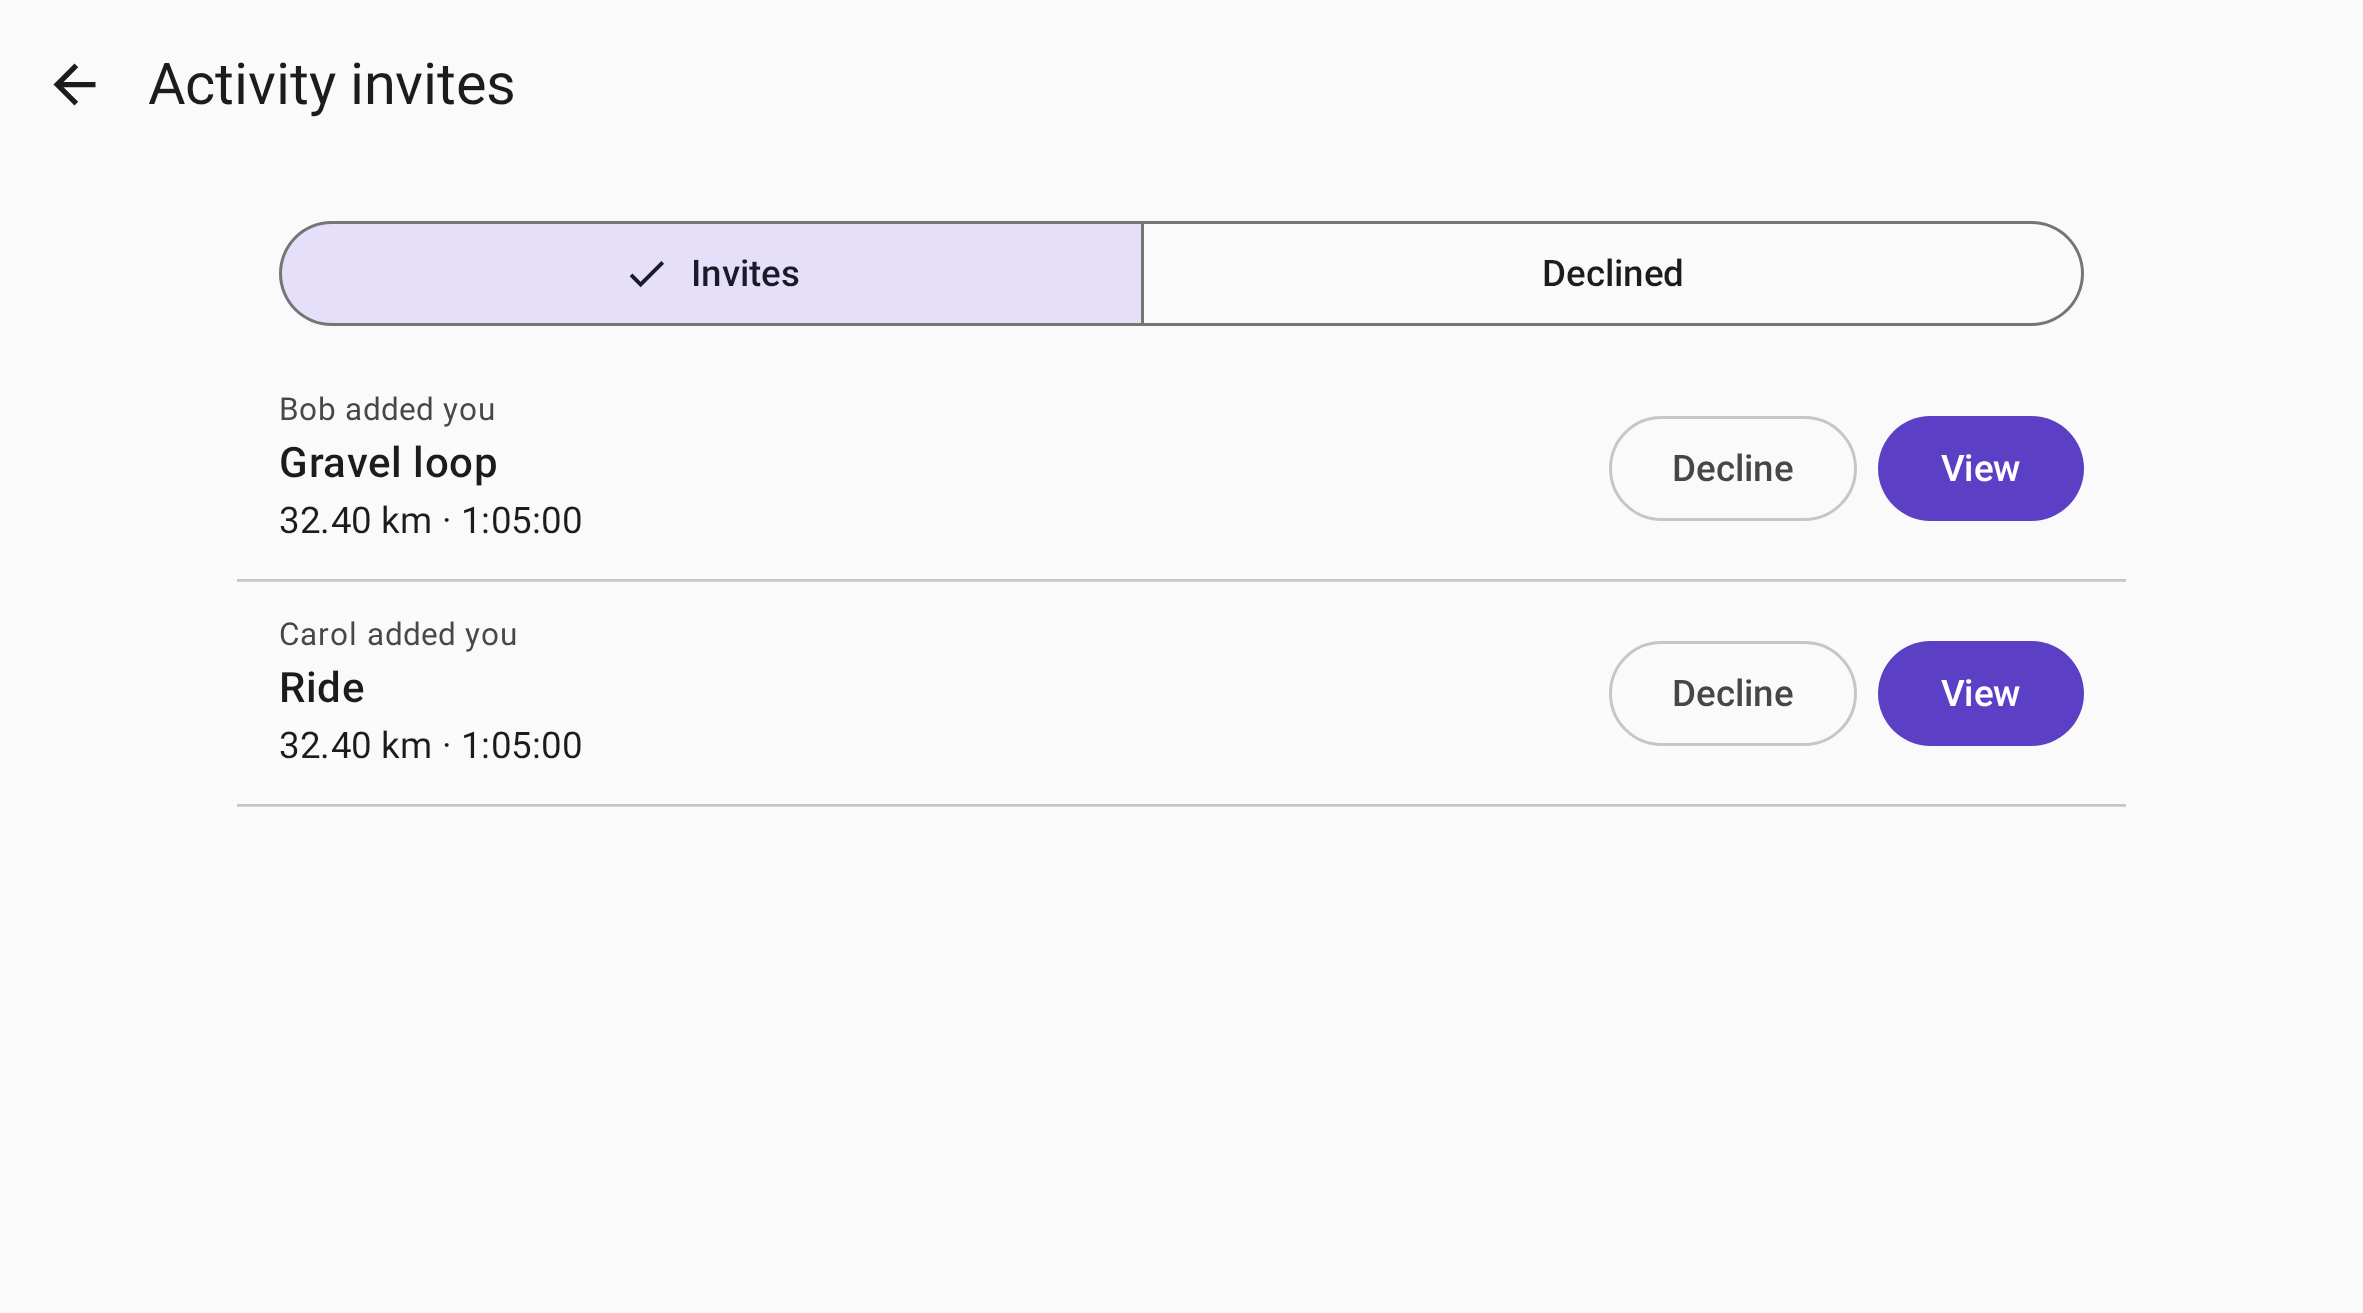 Activity invites
Invites
Declined
Bob added you
Gravel loop
32.40 km · 1:05:00
Decline
View
Carol added you
Ride
32.40 km · 1:05:00
Decline
View